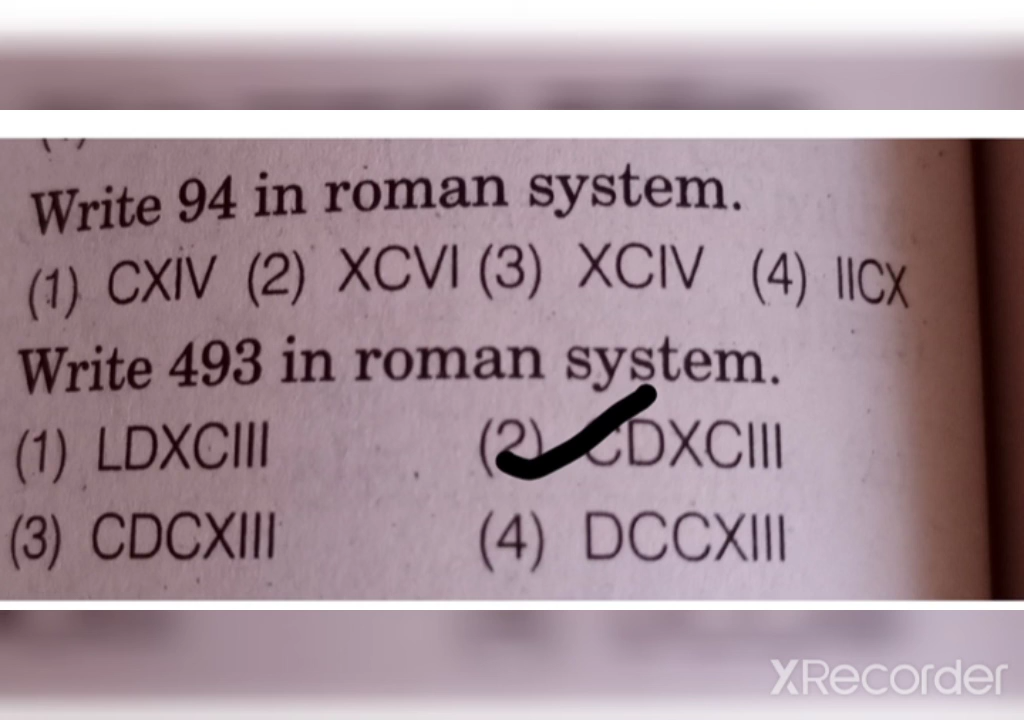 Write 94 in roman system.
(1) CXIV (2) XCVI (3) XCIV (4) IICX
Write 493 in roman system.
(1) LDXCIII (2) CDXCIII
(3) CDCXIII (4) DCCXIII
XRecorder